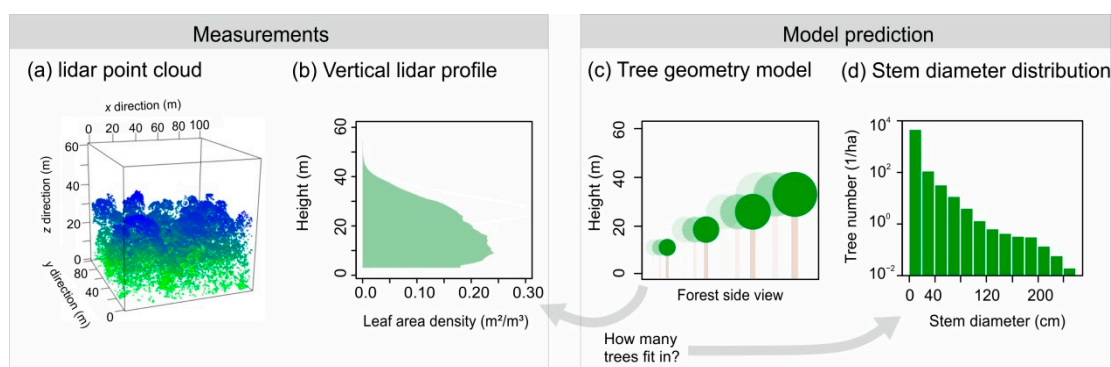 Measurements
Model prediction
(a) lidar point cloud
(b) Vertical lidar profile
(c) Tree geometry model
(d) Stem diameter distribution
x direction (m)
0 20 40 60 80 100
z direction (m)
60
40
20
0
y direction (m)
80
40
0
Height (m)
60
40
20
0
0.0 0.10 0.20 0.30
Leaf area density (m²/m³)
Height (m)
60
40
20
0
Forest side view
Tree number (1/ha)
10⁴
10²
10⁰
10⁻²
0 40 120 200
Stem diameter (cm)
How many
trees fit in?